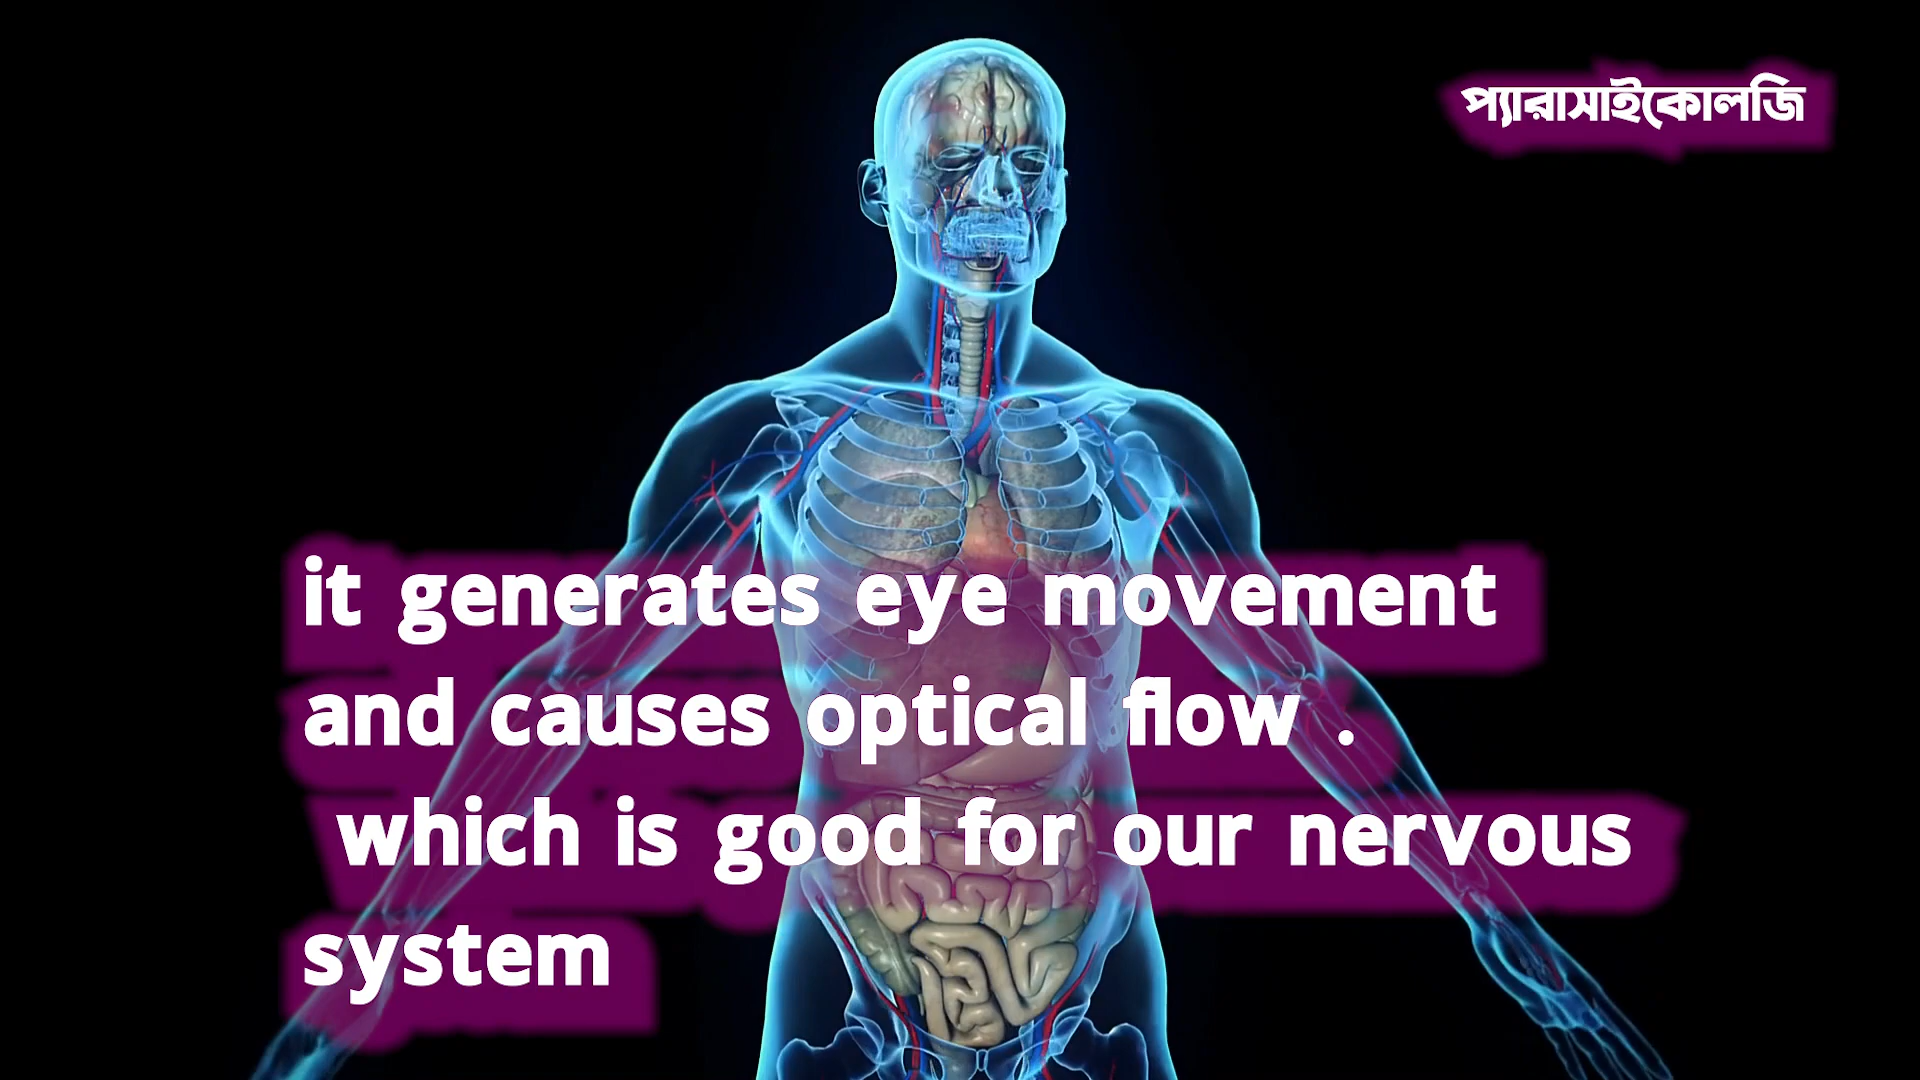 প্যারাসাইকোলজি
it generates eye movement
and causes optical flow .
which is good for our nervous
system